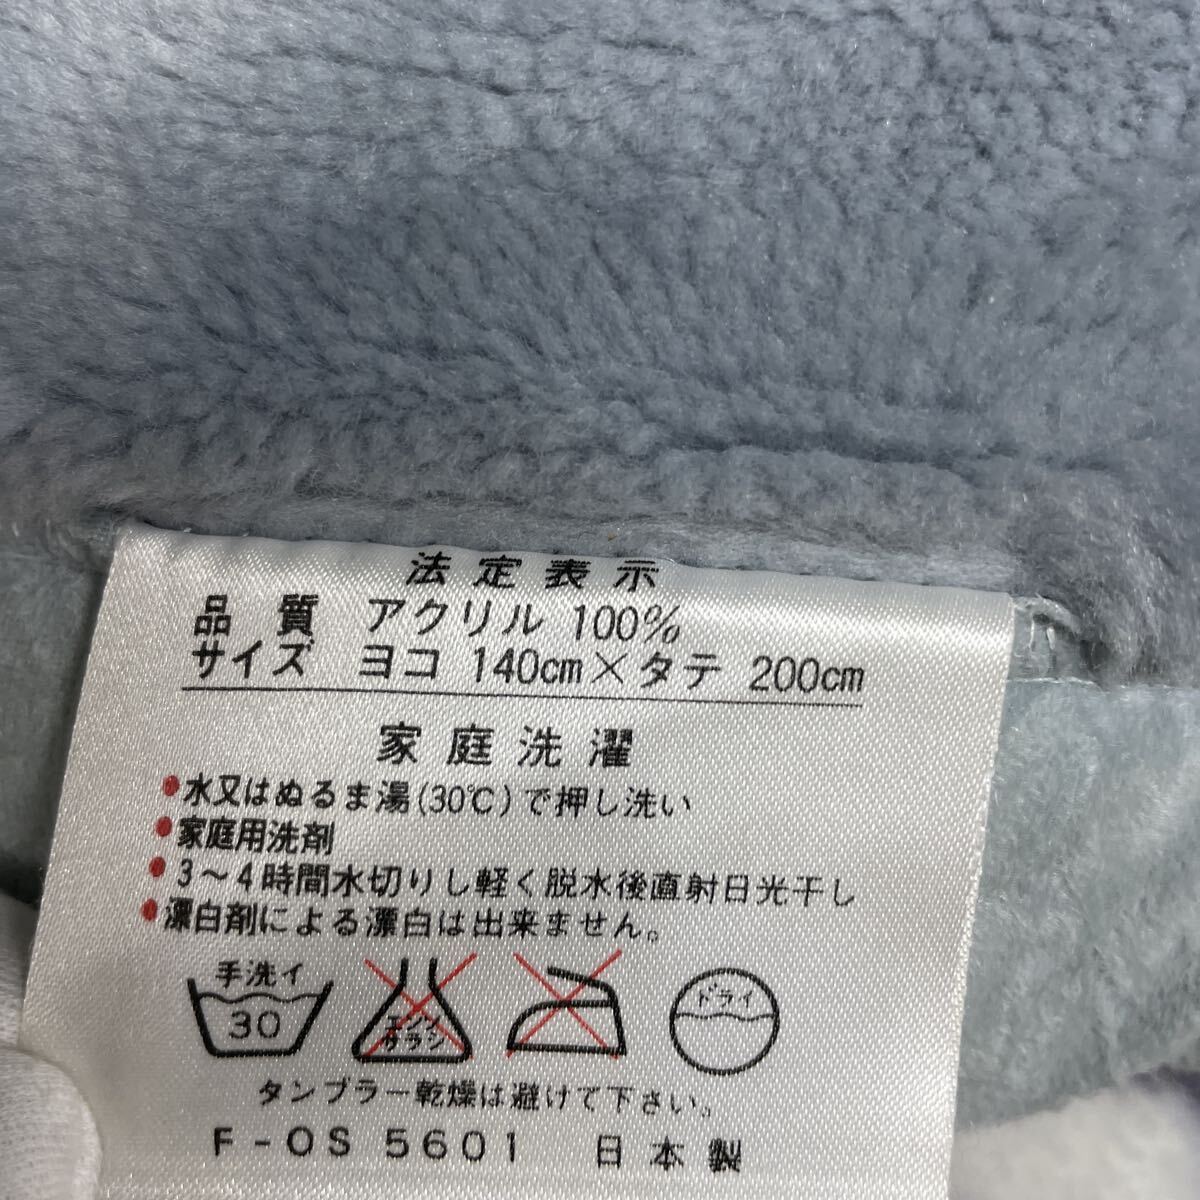 法定表示
品質 アクリル 100%
サイズ ヨコ 140cm×タテ 200cm
家庭洗濯
●水又はぬるま湯(30℃)で押し洗い
●家庭用洗剤
●3〜4時間水切りし軽く脱水後直射日光干し
●漂白剤による漂白は出来ません。
手洗イ
30
エンソ
サラシ
ドライ
タンブラー乾燥は避けて下さい。
F-OS 5601 日本製